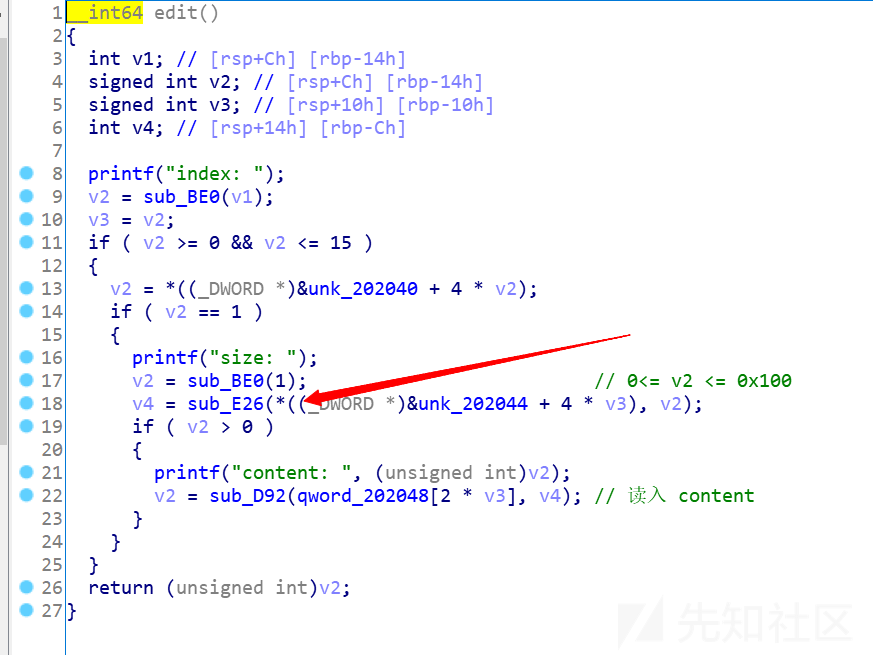 1 __int64 edit()
2 {
3 int v1; // [rsp+Ch] [rbp-14h]
4 signed int v2; // [rsp+Ch] [rbp-14h]
5 signed int v3; // [rsp+10h] [rbp-10h]
6 int v4; // [rsp+14h] [rbp-Ch]
7
8 printf("index: ");
9 v2 = sub_BE0(v1);
10 v3 = v2;
11 if ( v2 >= 0 && v2 <= 15 )
12 {
13 v2 = *((_DWORD *)&unk_202040 + 4 * v2);
14 if ( v2 == 1 )
15 {
16 printf("size: ");
17 v2 = sub_BE0(1); // 0<= v2 <= 0x100
18 v4 = sub_E26(*((_DWORD *)&unk_202044 + 4 * v3), v2);
19 if ( v2 > 0 )
20 {
21 printf("content: ", (unsigned int)v2);
22 v2 = sub_D92(qword_202048[2 * v3], v4); // 读入 content
23 }
24 }
25 }
26 return (unsigned int)v2;
27 }
先知社区